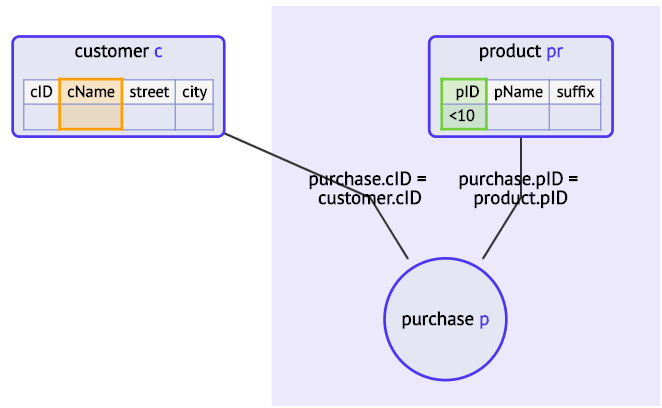 customer c
cID cName street city
product pr
pID pName suffix
<10
purchase.cID =
customer.cID
purchase.pID =
product.pID
purchase p